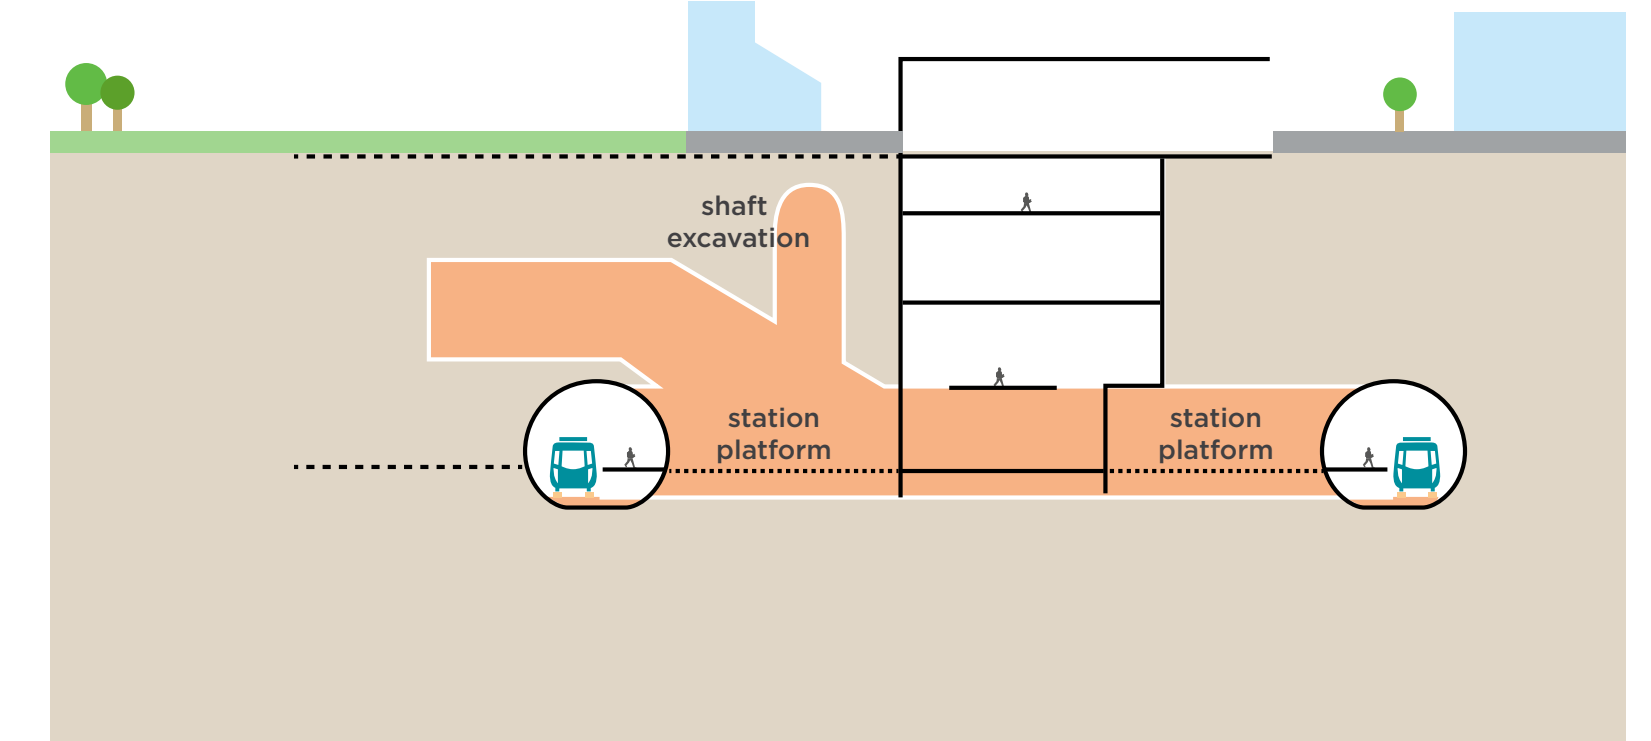 shaft
excavation
station
platform
station
platform